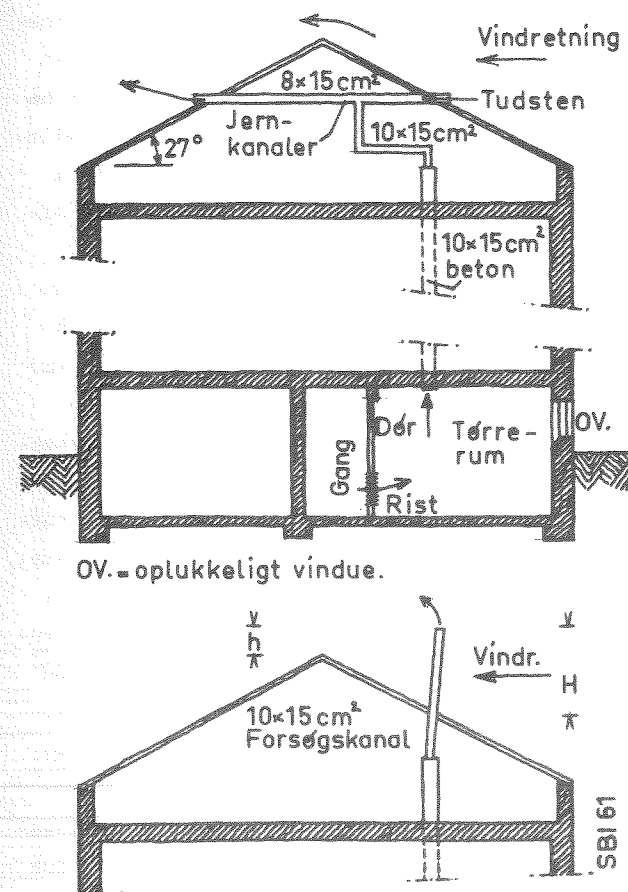 Vindretning
8×15cm²
Tudsten
Jern-
kanaler
10×15cm²
27°
10×15cm²
beton
Dør
Tørre-
rum
OV.
Gang
Rist
OV.=oplukkeligt vindue.
h
Vindr.
H
10×15cm²
Forsøgskanal
SBI 61